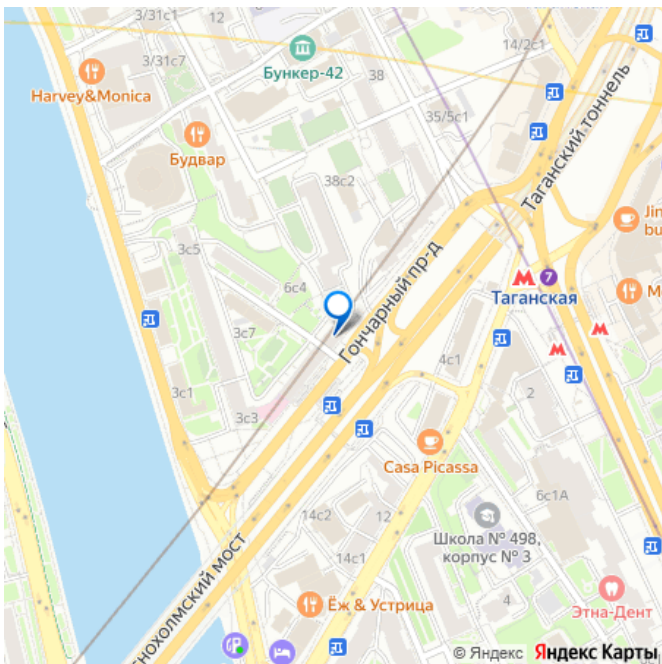 3/31с1
12
3/31с7
Бункер-42
14/2с1
Harvey&Monica
38
35/5с1
Будвар
Таганский тоннель
38с2
Jin
bu
3с5
6с4
7
Таганская
М
3с7
Гончарный пр-д
4с1
3с1
2
3с3
Casa Picassa
6с1А
14с2
12
Школа № 498,
корпус № 3
14с1
4
Этна-Дент
Ёж & Устрица
нохолмский мост
© Яндекс Яндекс Карты